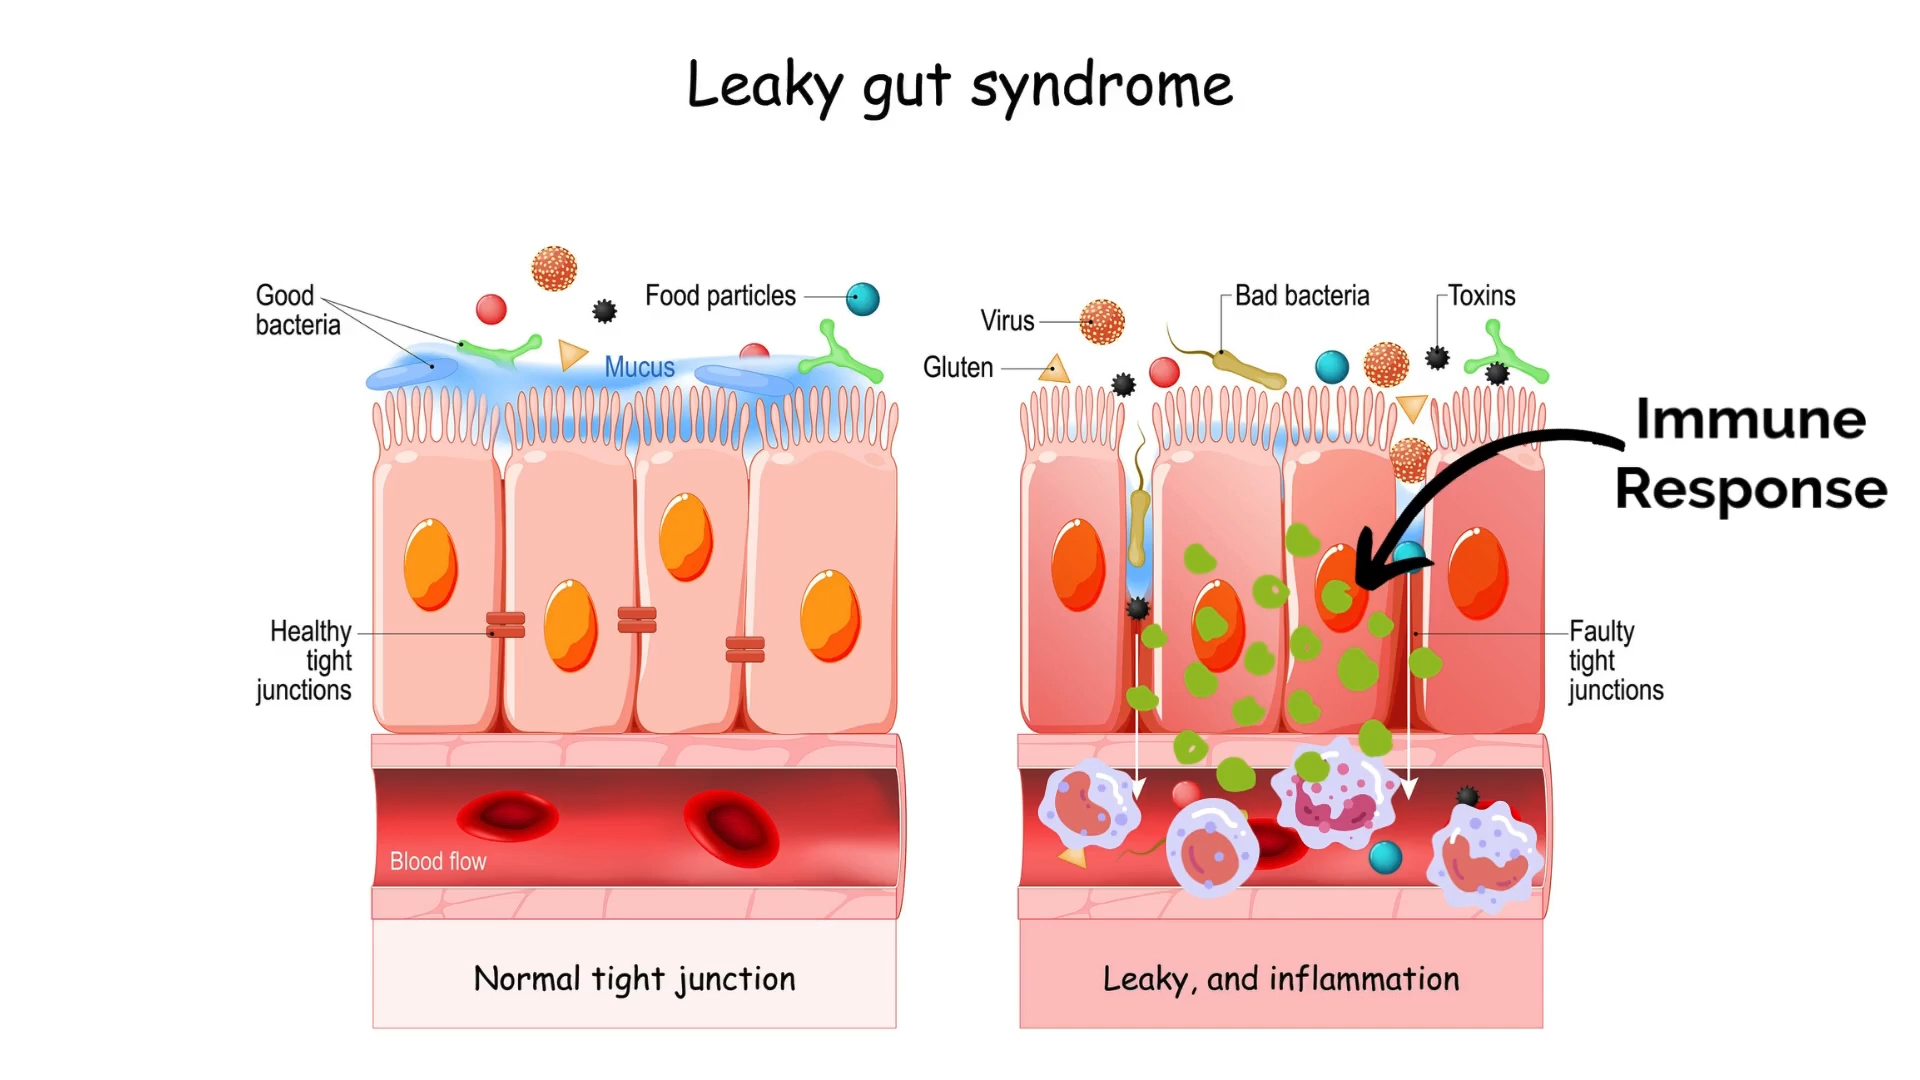 Leaky gut syndrome
Good
bacteria
Food particles
Mucus
Healthy
tight
junctions
Blood flow
Normal tight junction
Virus
Gluten
Bad bacteria
Toxins
Immune
Response
Faulty
tight
junctions
Leaky, and inflammation